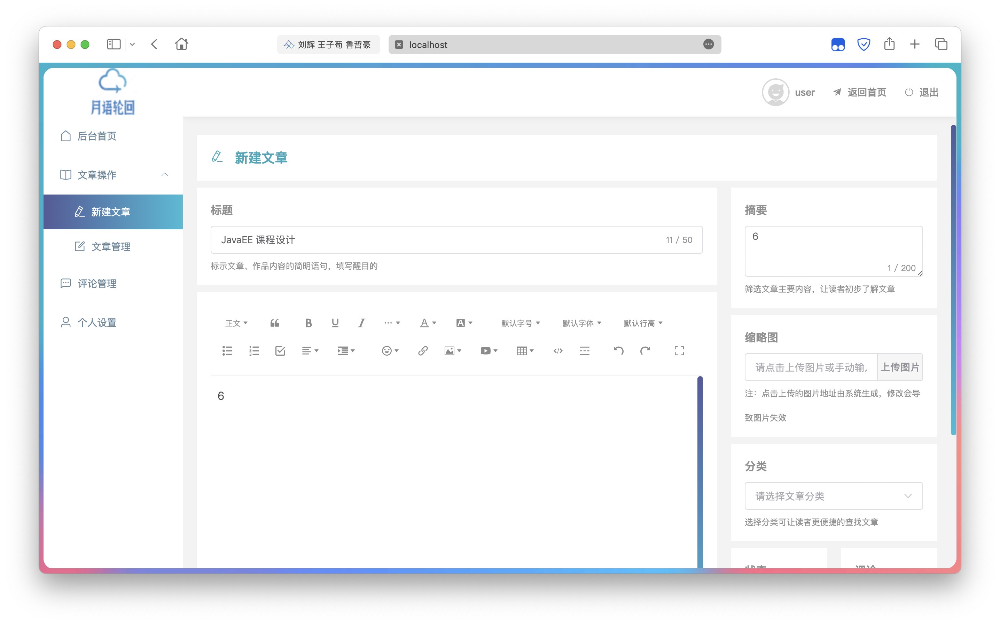 刘辉 王子荀 鲁哲豪
localhost
月语轮回
user
返回首页
退出
后台首页
文章操作
新建文章
文章管理
评论管理
个人设置
新建文章
标题
JavaEE 课程设计
11 / 50
标示文章、作品内容的简明语句，填写醒目的
正文
B U I
A
A
默认字号
默认字体
默认行高
6
摘要
6
1 / 200
筛选文章主要内容，让读者初步了解文章
缩略图
请点击上传图片或手动输
上传图片
注：点击上传的图片地址由系统生成，修改会导
致图片失效
分类
请选择文章分类
选择分类可让读者更便捷的查找文章
状态
评论